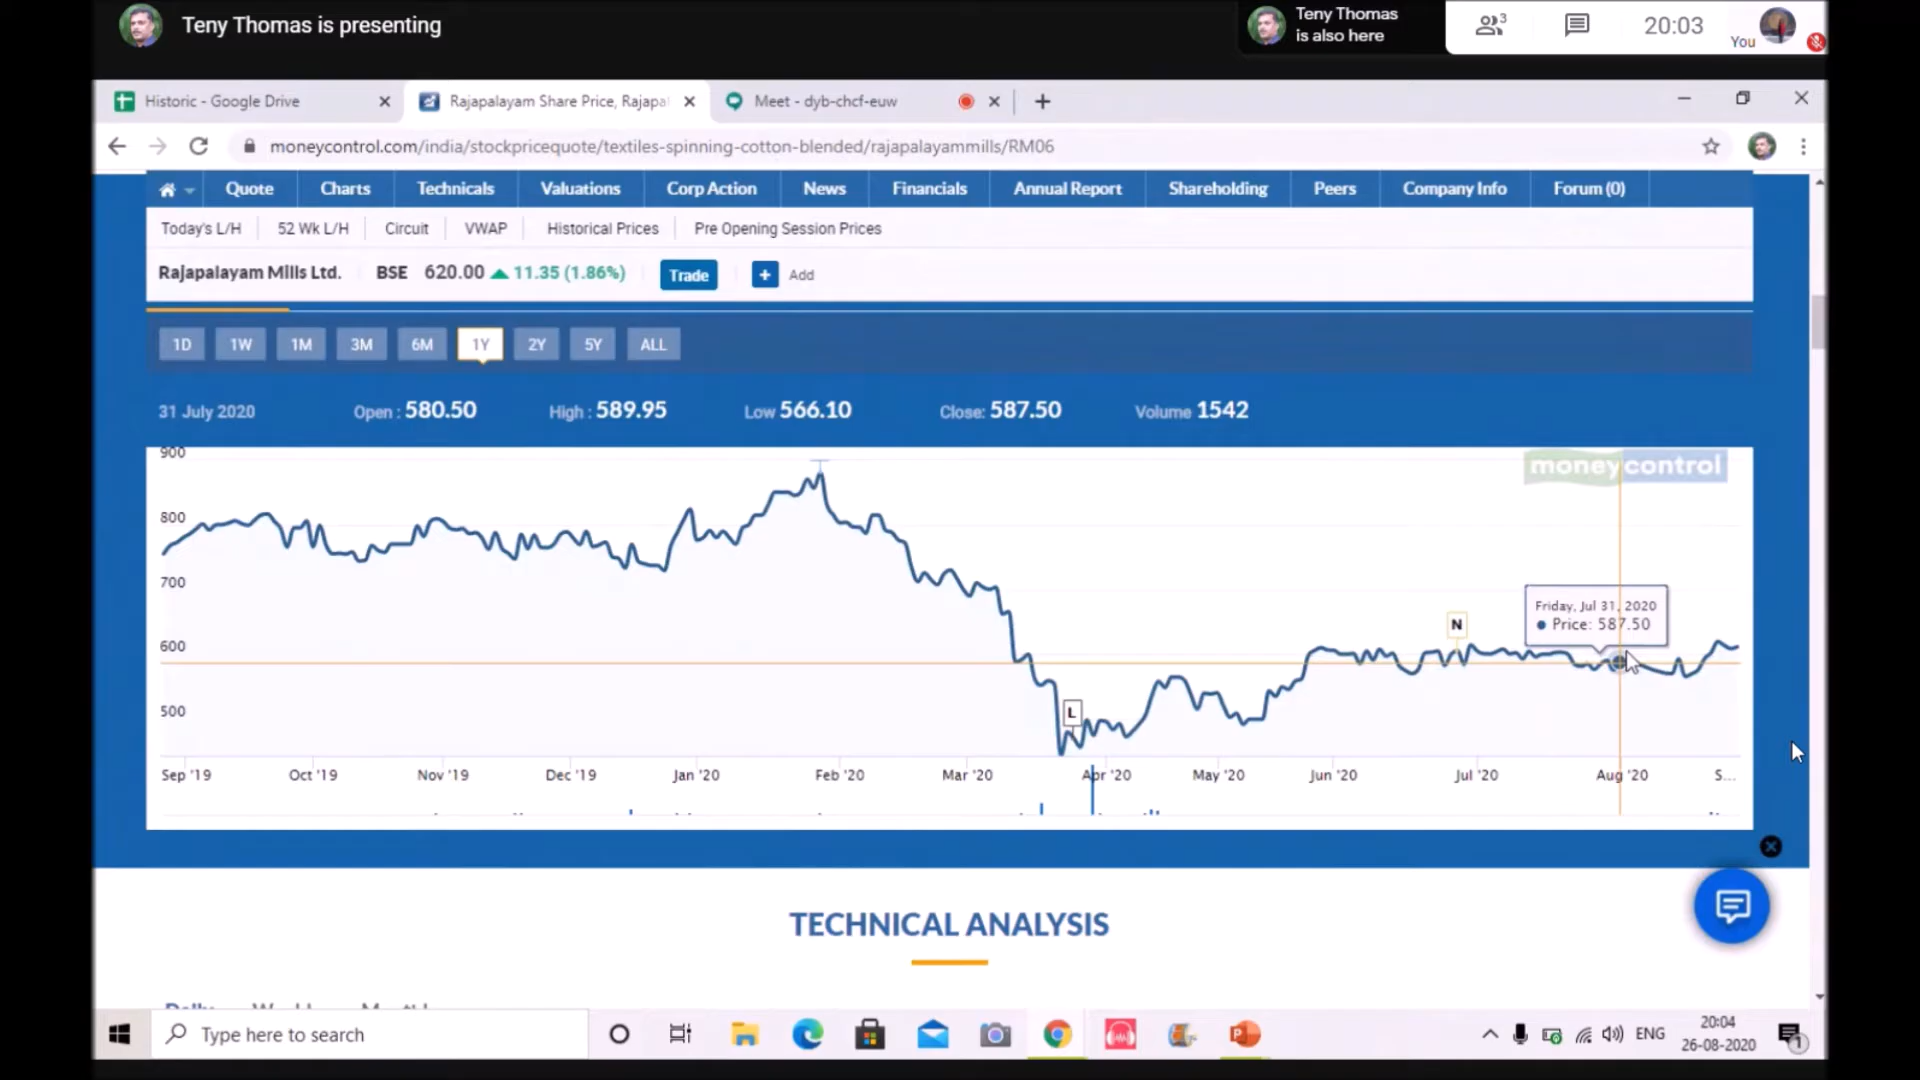 Teny Thomas is presenting
Teny Thomas
is also here
3
20:03
You
Historic - Google Drive
Rajapalayam Share Price, Rajapa
Meet - dyb-chcf-euw
moneycontrol.com/india/stockpricequote/textiles-spinning-cotton-blended/rajapalayammills/RM06
Quote Charts Technicals Valuations Corp Action News Financials Annual Report Shareholding Peers Company Info Forum (0)
Today's L/H 52 Wk L/H Circuit VWAP Historical Prices Pre Opening Session Prices
Rajapalayam Mills Ltd. BSE 620.00 11.35 (1.86%) Trade + Add
1D 1W 1M 3M 6M 1Y 2Y 5Y ALL
31 July 2020 Open : 580.50 High : 589.95 Low 566.10 Close: 587.50 Volume 1542
900
moneycontrol
800
700
Friday, Jul 31, 2020
Price: 587.50
N
600
500
L
Sep '19 Oct '19 Nov '19 Dec '19 Jan '20 Feb '20 Mar '20 Apr '20 May '20 Jun '20 Jul '20 Aug '20 S...
TECHNICAL ANALYSIS
Type here to search
ENG
20:04
26-08-2020
1